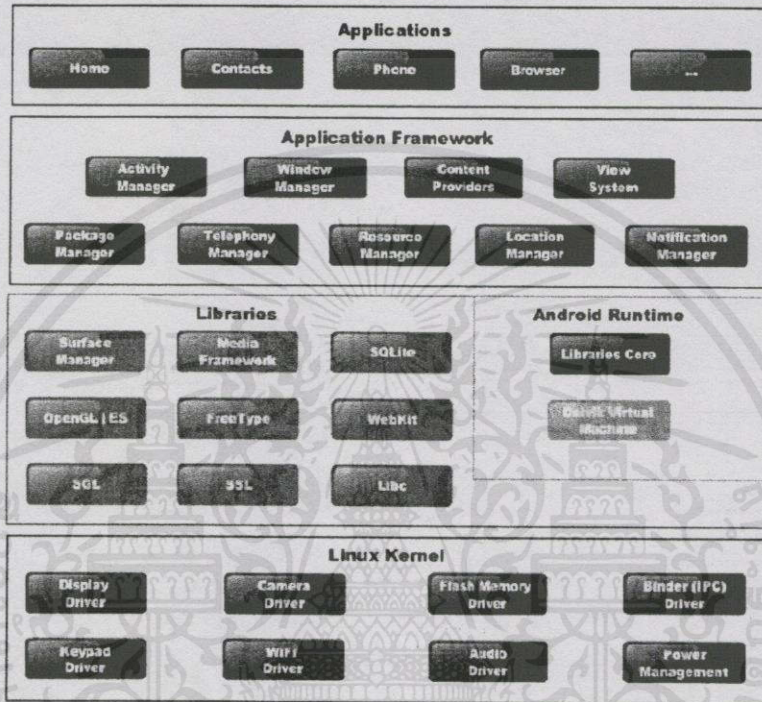 Applications
Home Contacts Phone Browser ...
Application Framework
Activity Manager
Window Manager
Content Providers
View System
Package Manager
Telephony Manager
Resource Manager
Location Manager
Notification Manager
Libraries
Surface Manager
Media Framework
SQLite
OpenGL | ES
FreeType
WebKit
SGL
SSL
Libc
Android Runtime
Libraries Core
Dalvik Virtual Machine
Linux Kernel
Display Driver
Camera Driver
Flash Memory Driver
Binder (IPC) Driver
Keypad Driver
WiFi Driver
Audio Driver
Power Management